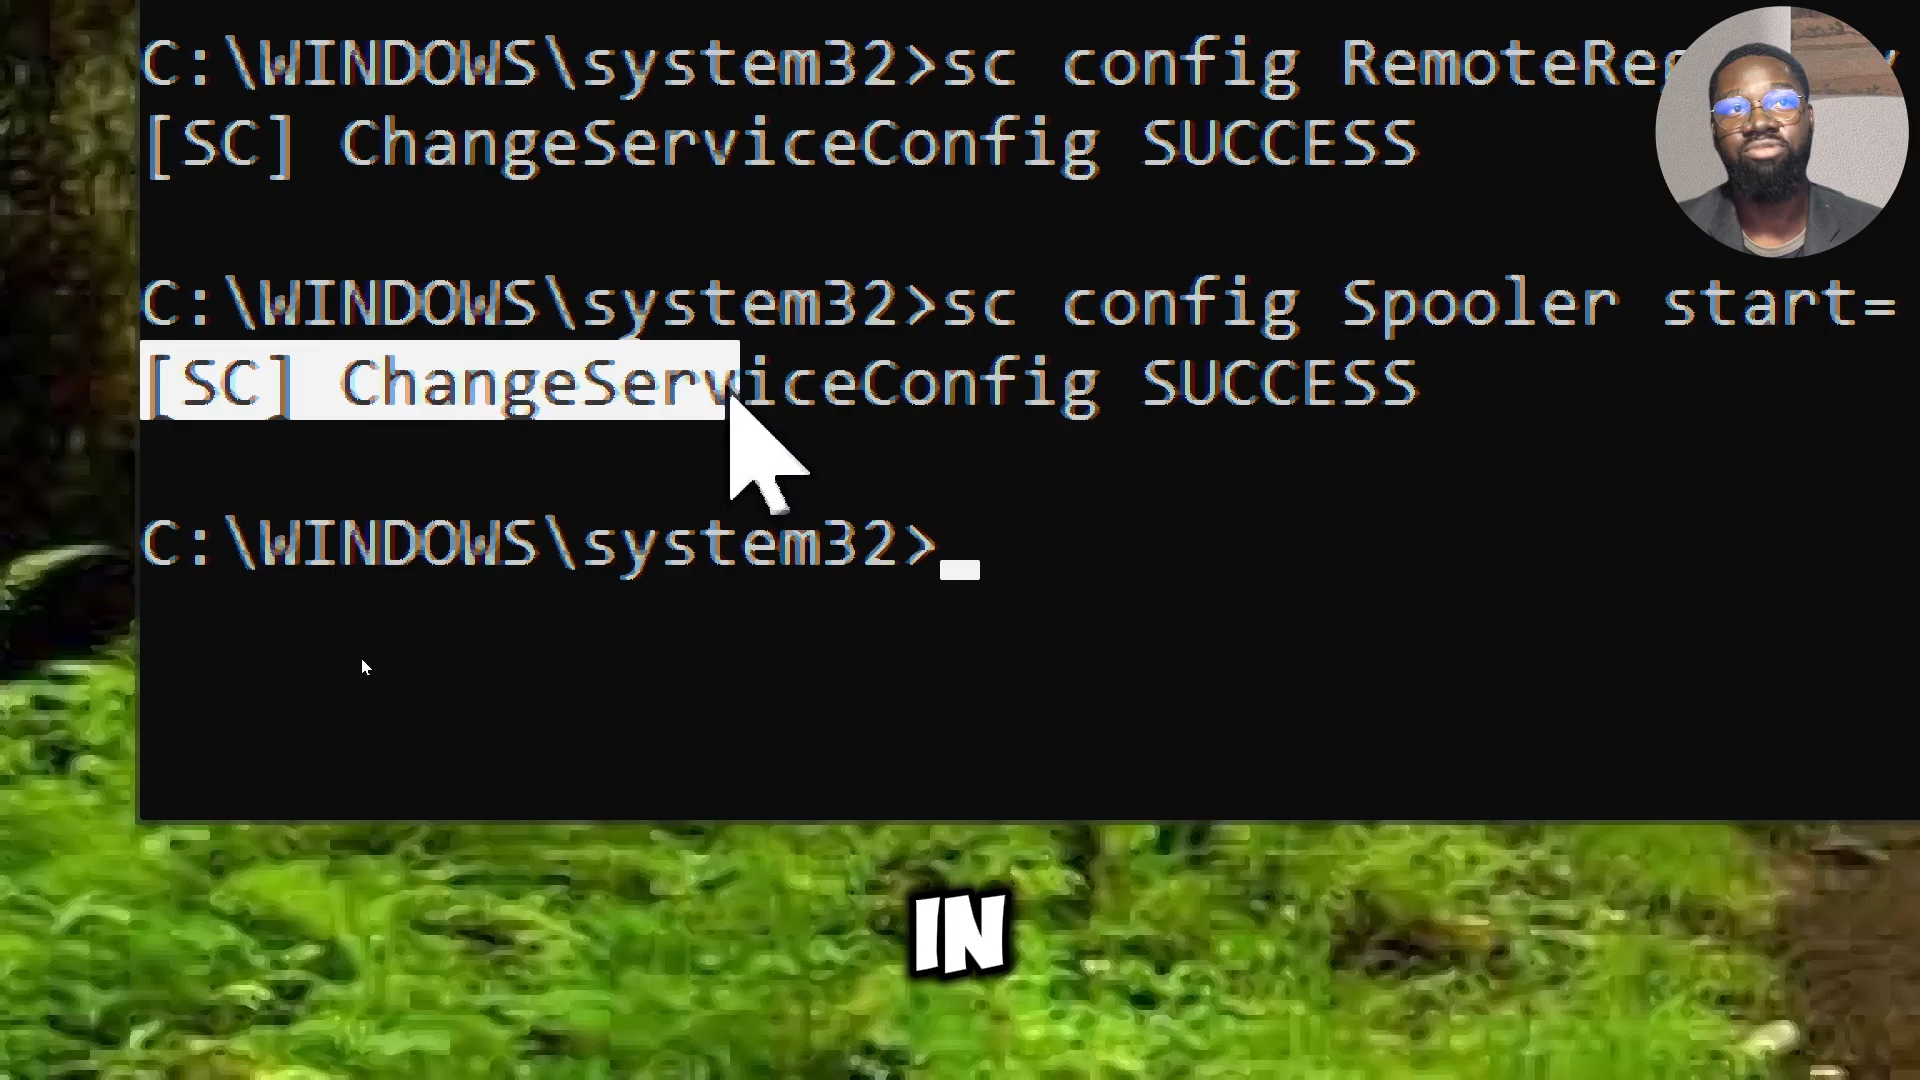 C:\WINDOWS\system32>sc config RemoteReg
[SC] ChangeServiceConfig SUCCESS
C:\WINDOWS\system32>sc config Spooler start=
[SC] ChangeServiceConfig SUCCESS
C:\WINDOWS\system32>
IN